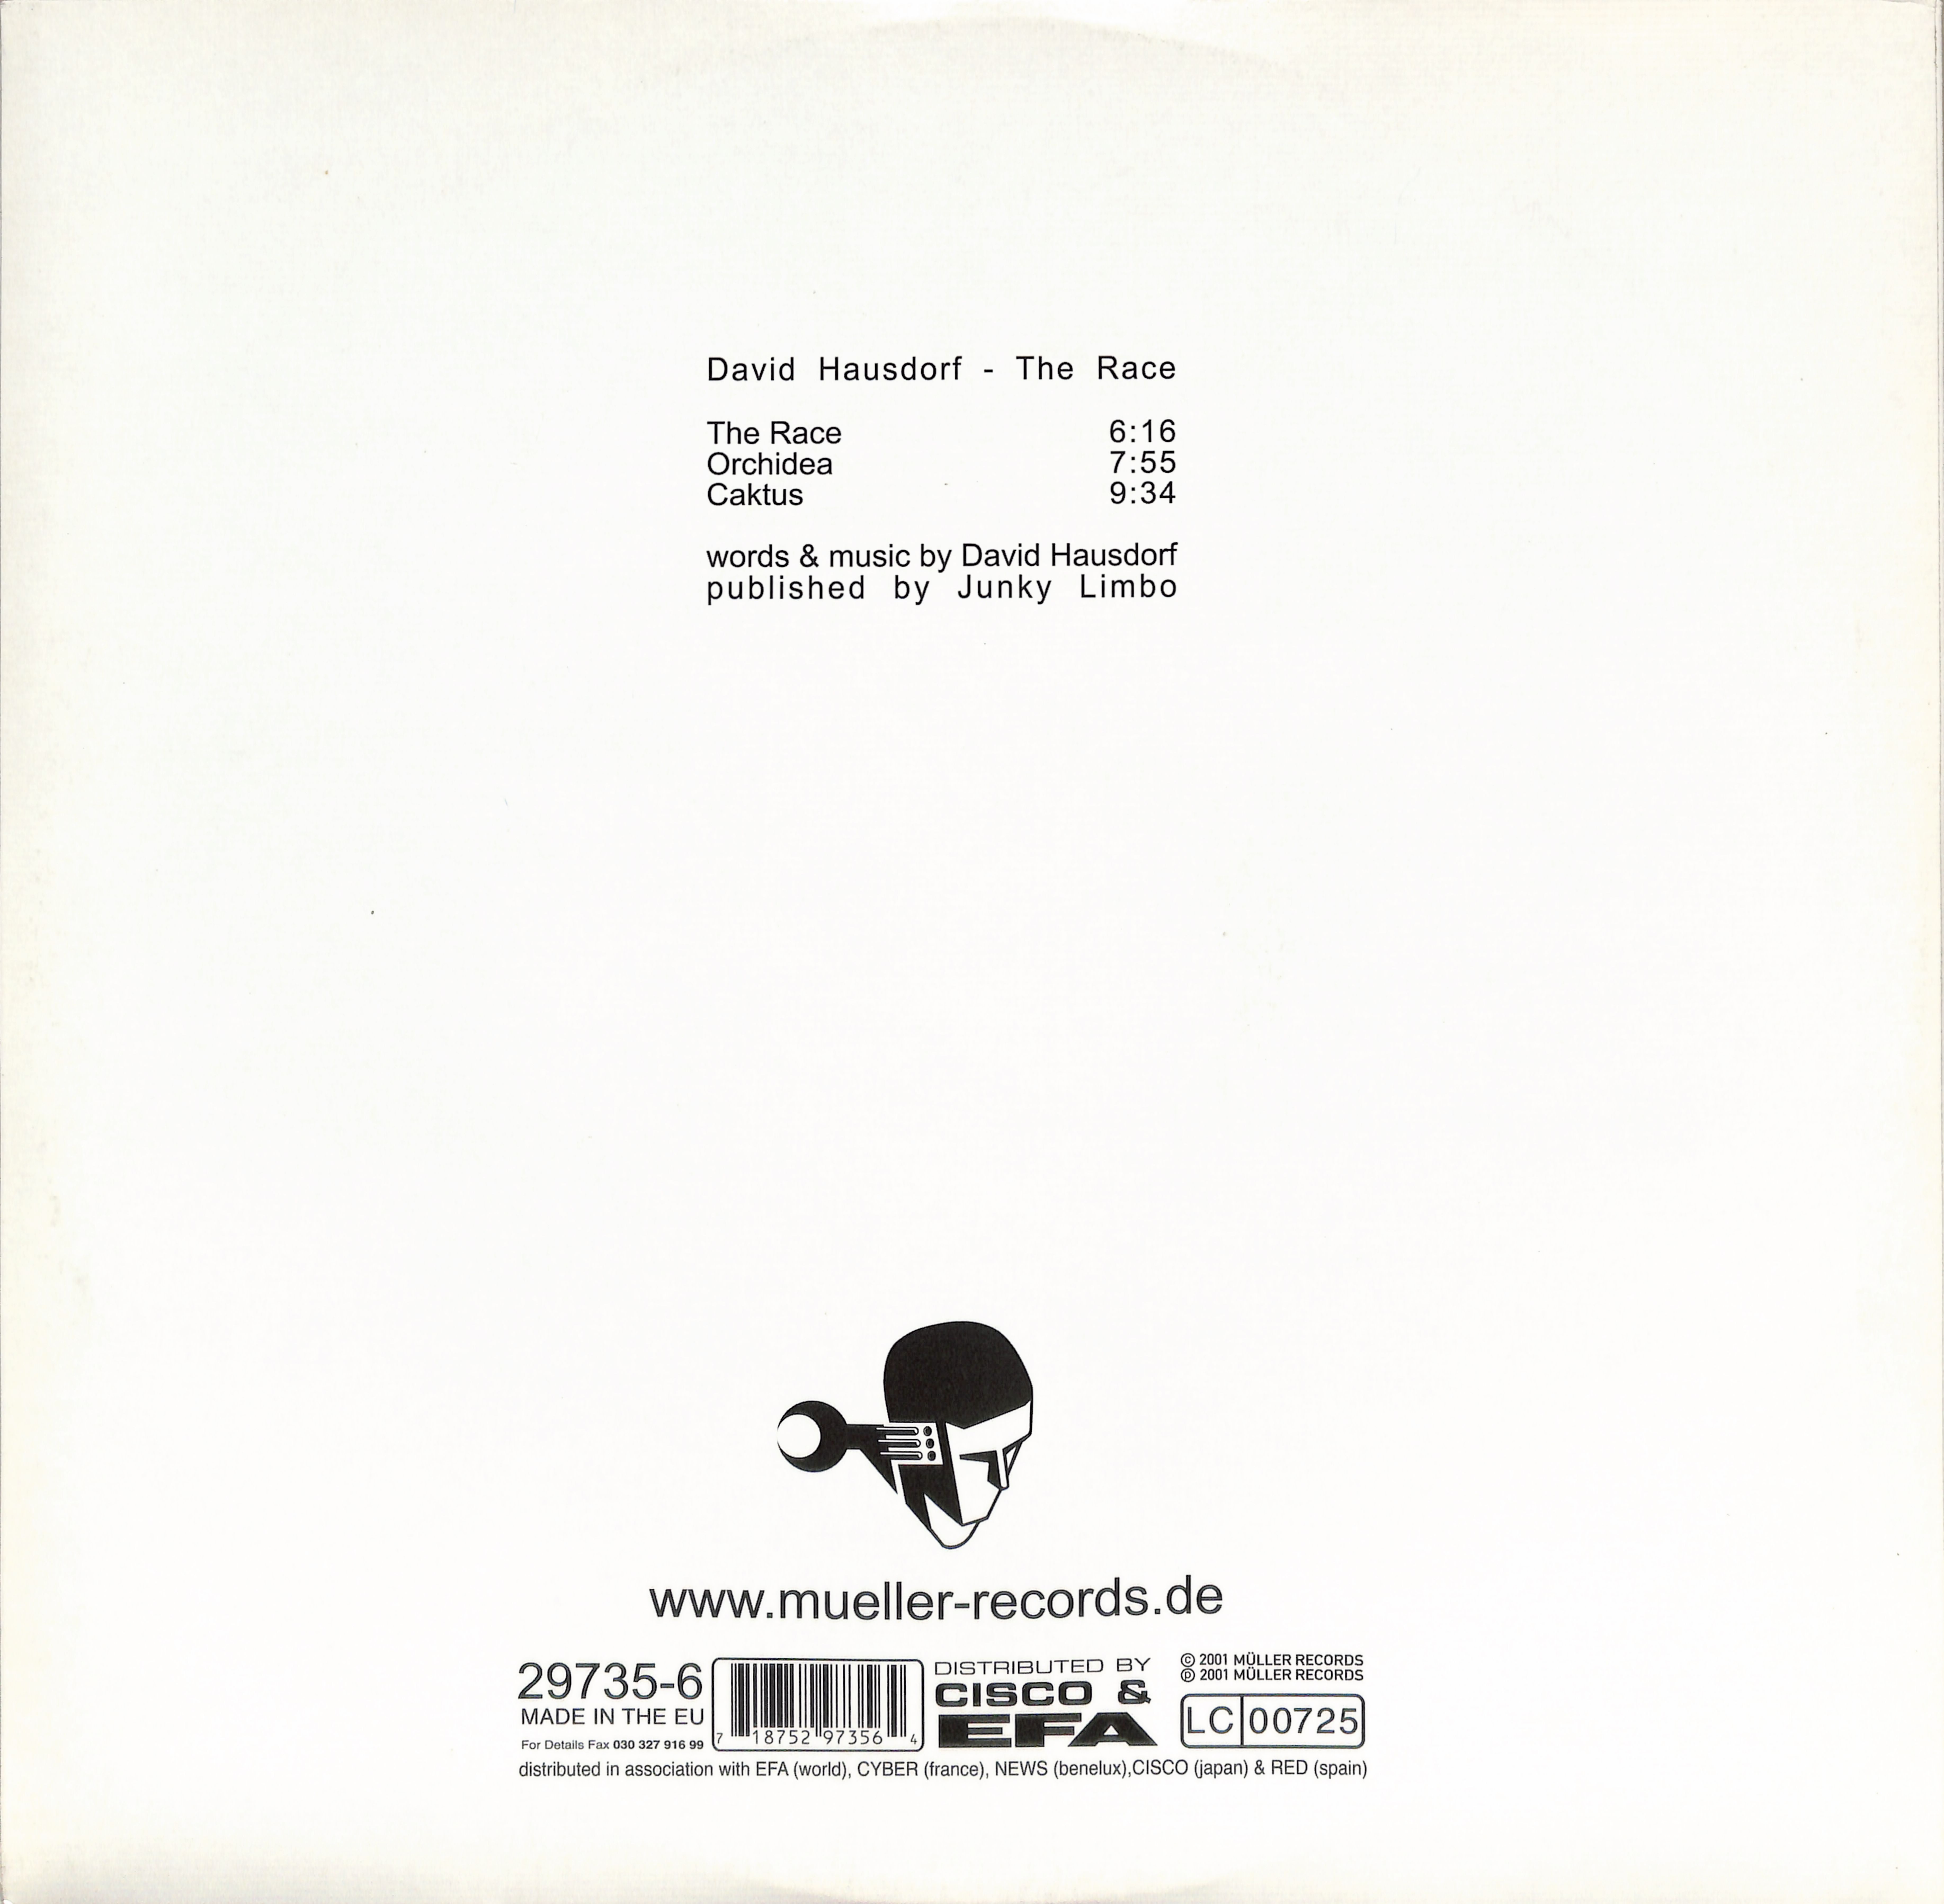 David Hausdorf - The Race
The Race 6:16
Orchidea 7:55
Caktus 9:34
words & music by David Hausdorf
published by Junky Limbo
www.mueller-records.de
29735-6
MADE IN THE EU
For Details Fax 030 327 916 99
7 18752 97356 4
DISTRIBUTED BY
CISCO &
EFA
© 2001 MÜLLER RECORDS
℗ 2001 MÜLLER RECORDS
LC 00725
distributed in association with EFA (world), CYBER (france), NEWS (benelux),CISCO (japan) & RED (spain)